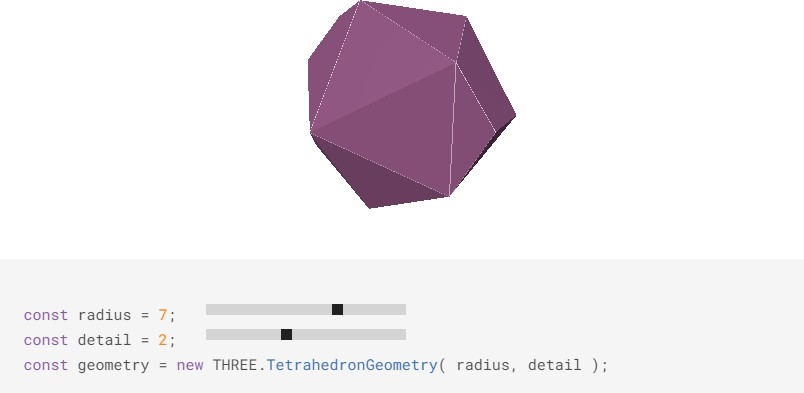 const radius = 7;
const detail = 2;
const geometry = new THREE.TetrahedronGeometry( radius, detail );